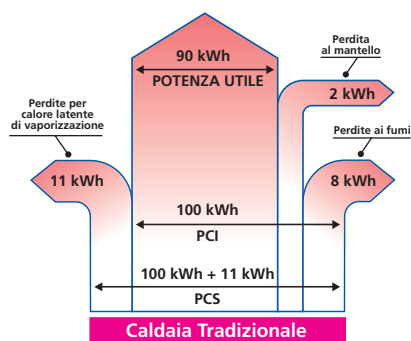 Perdita
al mantello
90 kWh
POTENZA UTILE
2 kWh
Perdite per
calore latente
di vaporizzazione
Perdite ai fumi
11 kWh
8 kWh
100 kWh
PCI
100 kWh + 11 kWh
PCS
Caldaia Tradizionale